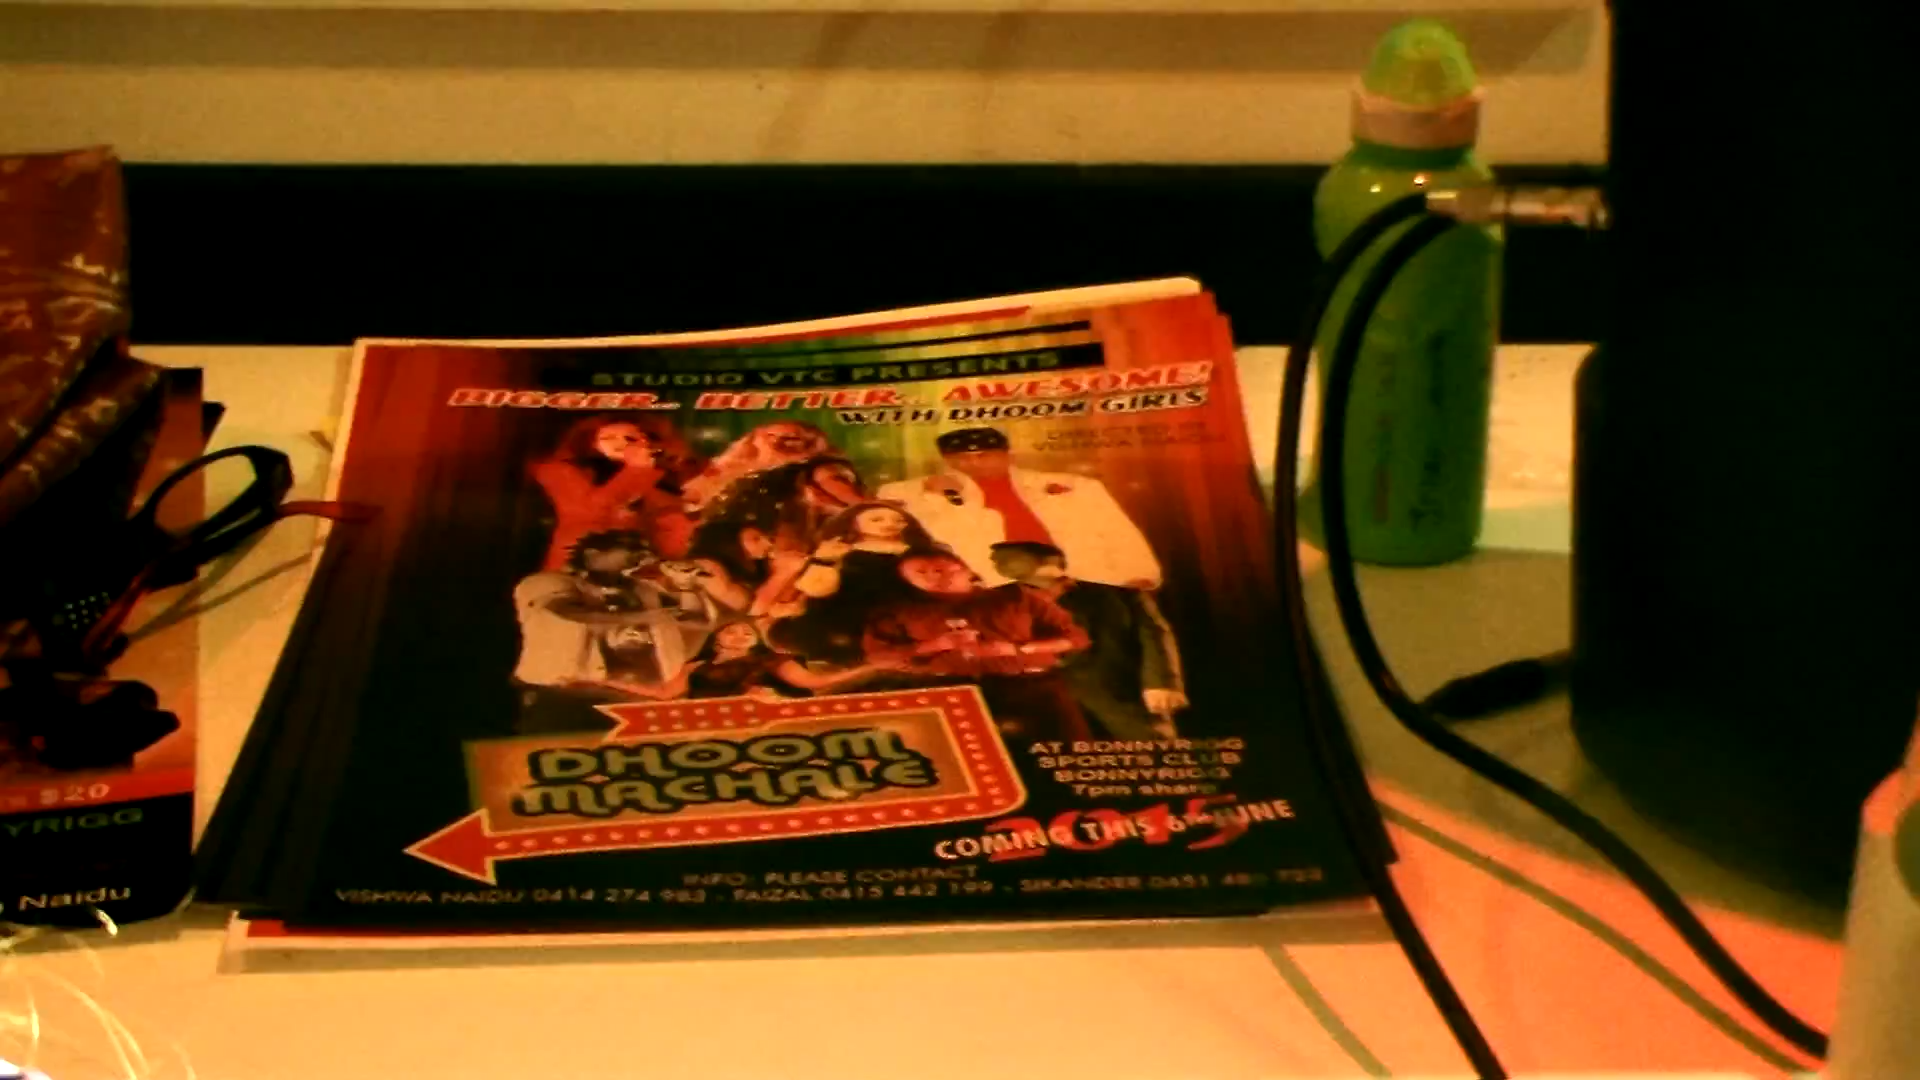 STUDIO VTC PRESENTS
BIGGER.. BETTER.. AWESOME!
WITH DHOOM GIRLS
DHOOM
MACHALE
AT BONNYRIGG
SPORTS CLUB
BONNYRIGG
7pm sharp
2015
COMING THIS 6TH JUNE
INFO: PLEASE CONTACT
VISHWA NAIDU 0414 274 983 - FAIZAL 0415 442 199 - SIKANDER 0451
$20
YRIGG
Naidu